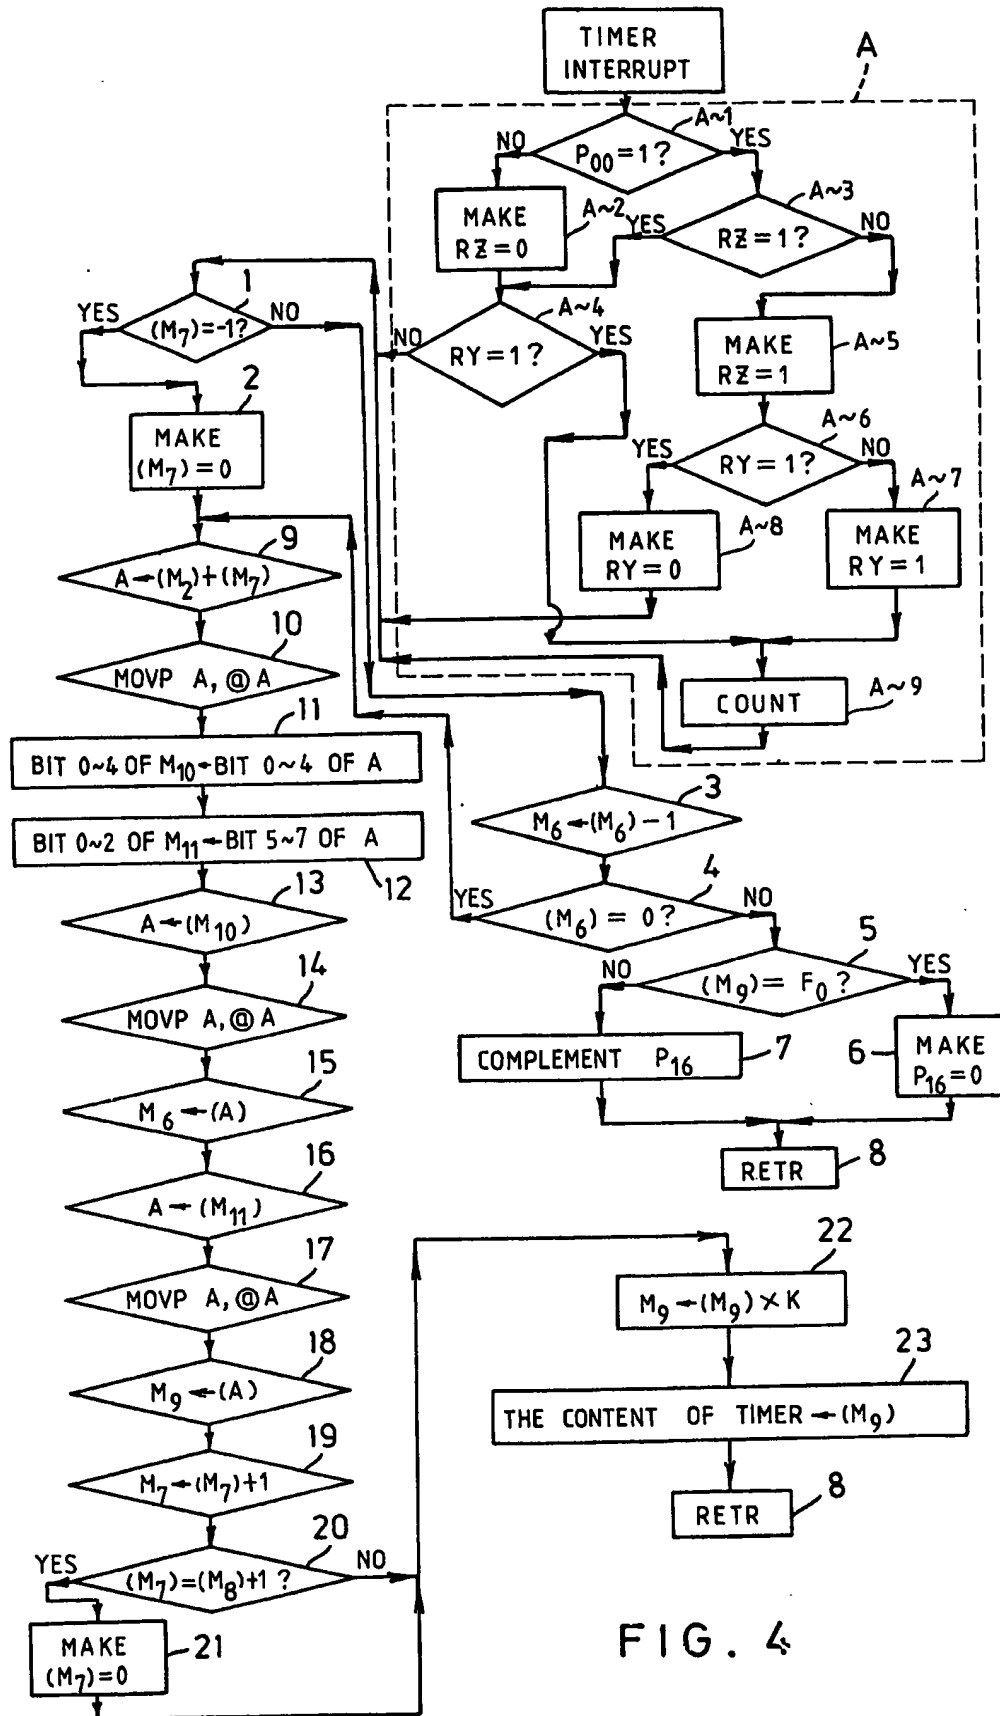 TIMER
INTERRUPT
A
A~1
NO
P00=1?
YES
A~2
MAKE
RZ=0
A~3
YES
RZ=1?
NO
1
YES
(M7)=-1?
NO
A~4
NO
RY=1?
YES
MAKE
RZ=1
A~5
2
MAKE
(M7)=0
A~6
YES
RY=1?
NO
A~7
A~8
MAKE
RY=0
MAKE
RY=1
9
A←(M2)+(M7)
10
MOVP A, @ A
COUNT
A~9
11
BIT 0~4 OF M10←BIT 0~4 OF A
3
M6←(M6)-1
BIT 0~2 OF M11←BIT 5~7 OF A
12
4
YES
(M6)=0?
NO
13
A←(M10)
5
NO
(M9)= F0?
YES
14
MOVP A, @ A
COMPLEMENT P16
7
6
MAKE
P16=0
15
M6←(A)
8
RETR
16
A←(M11)
17
MOVP A, @ A
22
M9←(M9)×K
18
M9←(A)
23
THE CONTENT OF TIMER←(M9)
19
M7←(M7)+1
8
RETR
20
YES
(M7)=(M8)+1 ?
NO
MAKE
(M7)=0
21
FIG. 4